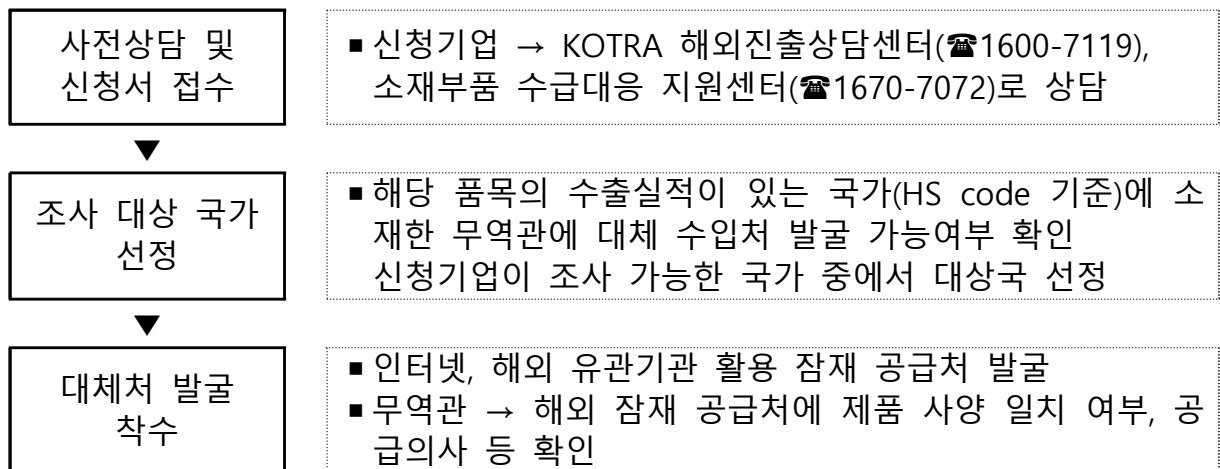 사전상담 및
신청서 접수
▪ 신청기업 → KOTRA 해외진출상담센터(☎1600-7119),
소재부품 수급대응 지원센터(☎1670-7072)로 상담
▼
조사 대상 국가
선정
▪ 해당 품목의 수출실적이 있는 국가(HS code 기준)에 소
재한 무역관에 대체 수입처 발굴 가능여부 확인
신청기업이 조사 가능한 국가 중에서 대상국 선정
▼
대체처 발굴
착수
▪ 인터넷, 해외 유관기관 활용 잠재 공급처 발굴
▪ 무역관 → 해외 잠재 공급처에 제품 사양 일치 여부, 공
급의사 등 확인